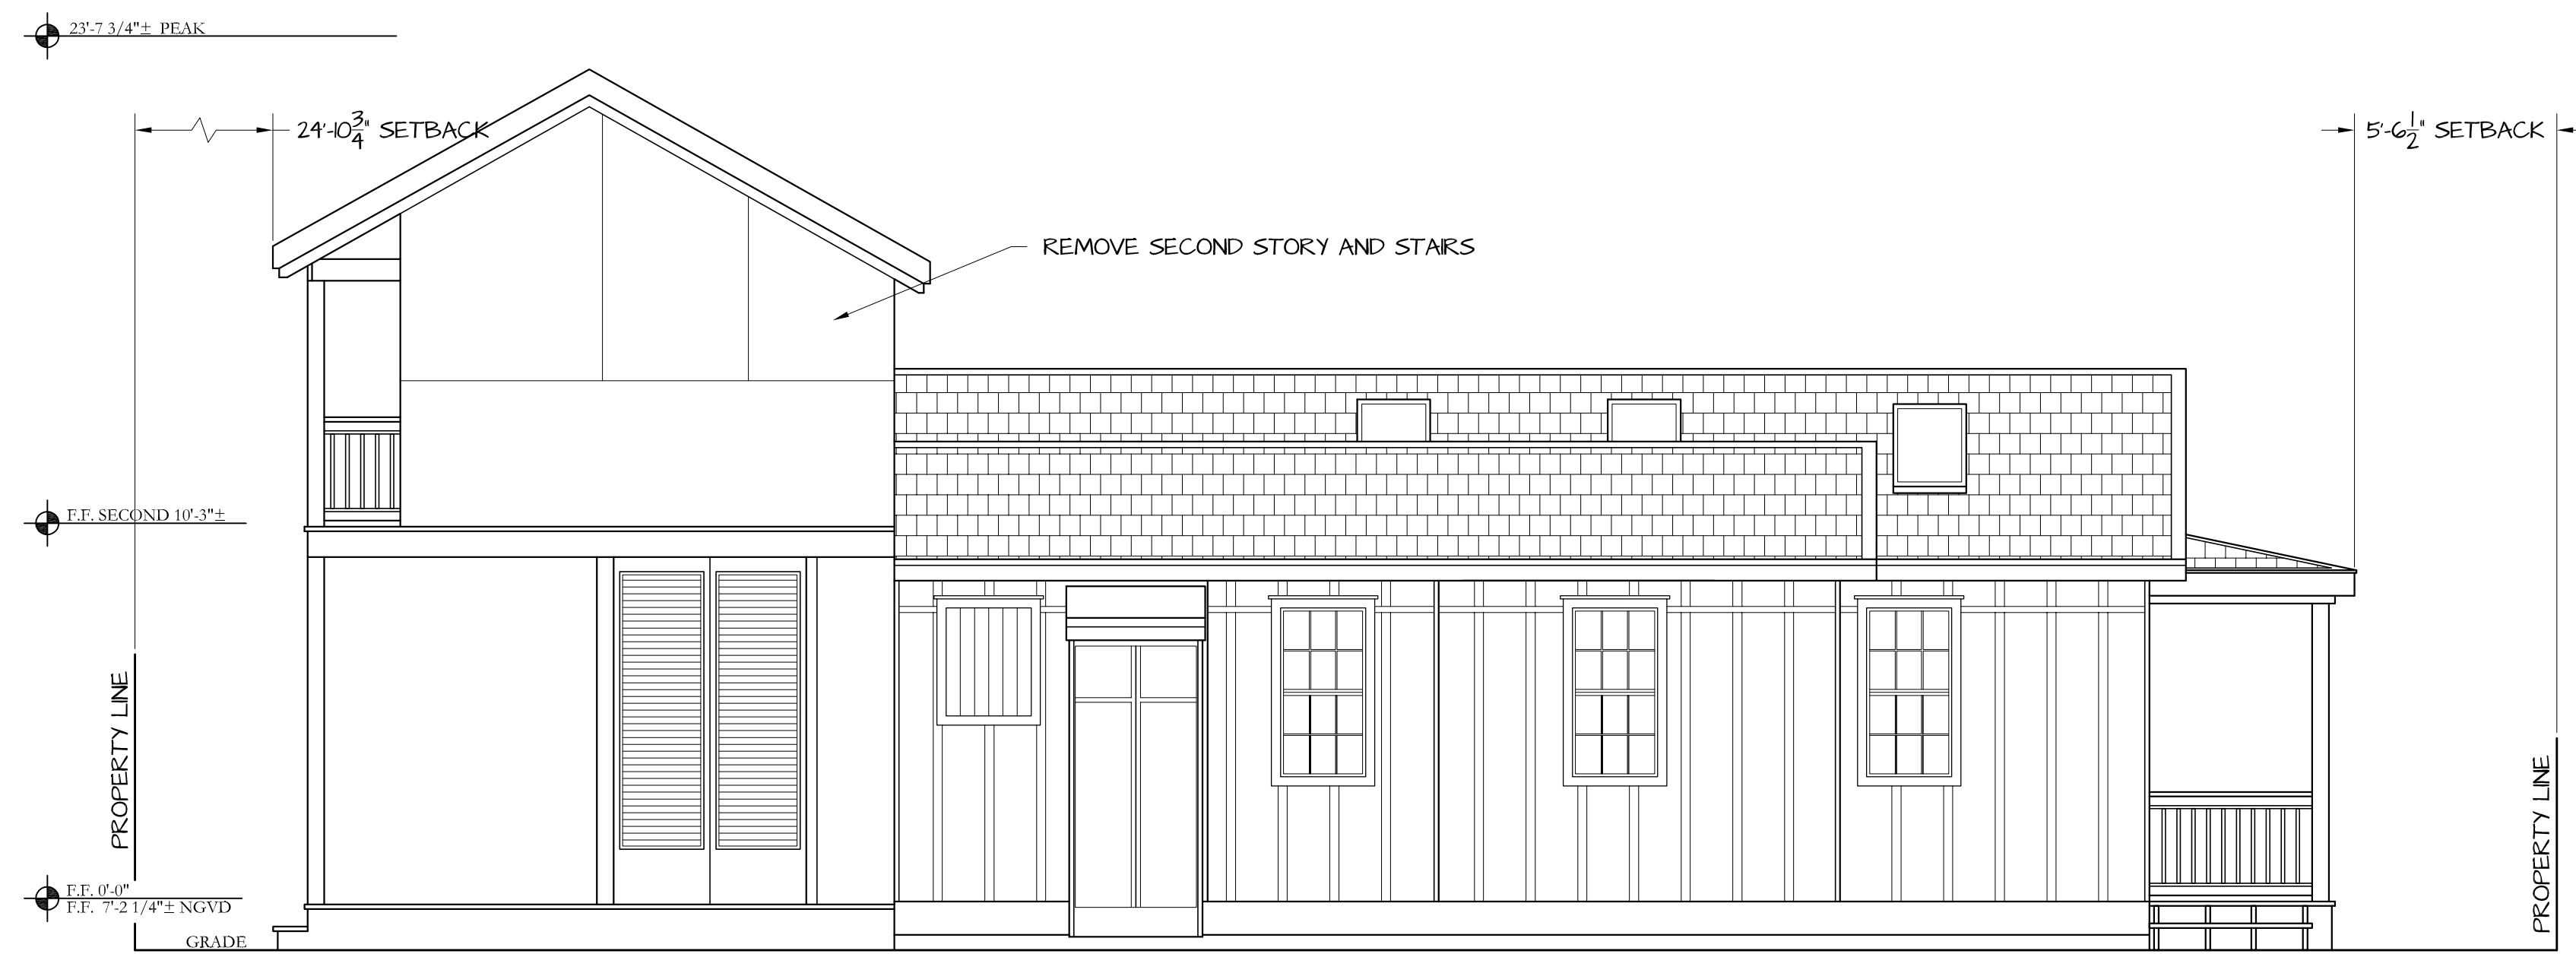 23'-7 3/4"± PEAK
24'-10 3/4" SETBACK
5'-6 1/2" SETBACK
REMOVE SECOND STORY AND STAIRS
F.F. SECOND 10'-3"±
PROPERTY LINE
PROPERTY LINE
F.F. 0'-0"
F.F. 7'-2 1/4"± NGVD
GRADE